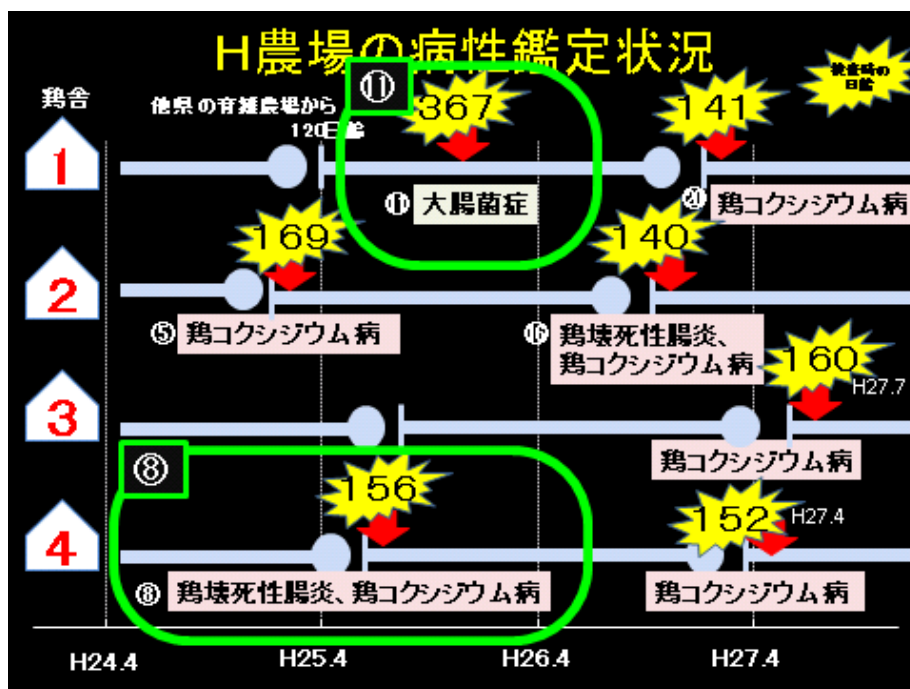 H農場の病性鑑定状況
検査時の
日齢
鶏舎
他県の育雛農場から
120日齢
⑪
367
141
1
⑪ 大腸菌症
⑳ 鶏コクシジウム病
169
140
2
⑤ 鶏コクシジウム病
⑯ 鶏壊死性腸炎、
鶏コクシジウム病
160
H27.7
3
鶏コクシジウム病
⑧
156
152
H27.4
4
⑧ 鶏壊死性腸炎、鶏コクシジウム病
鶏コクシジウム病
H24.4
H25.4
H26.4
H27.4